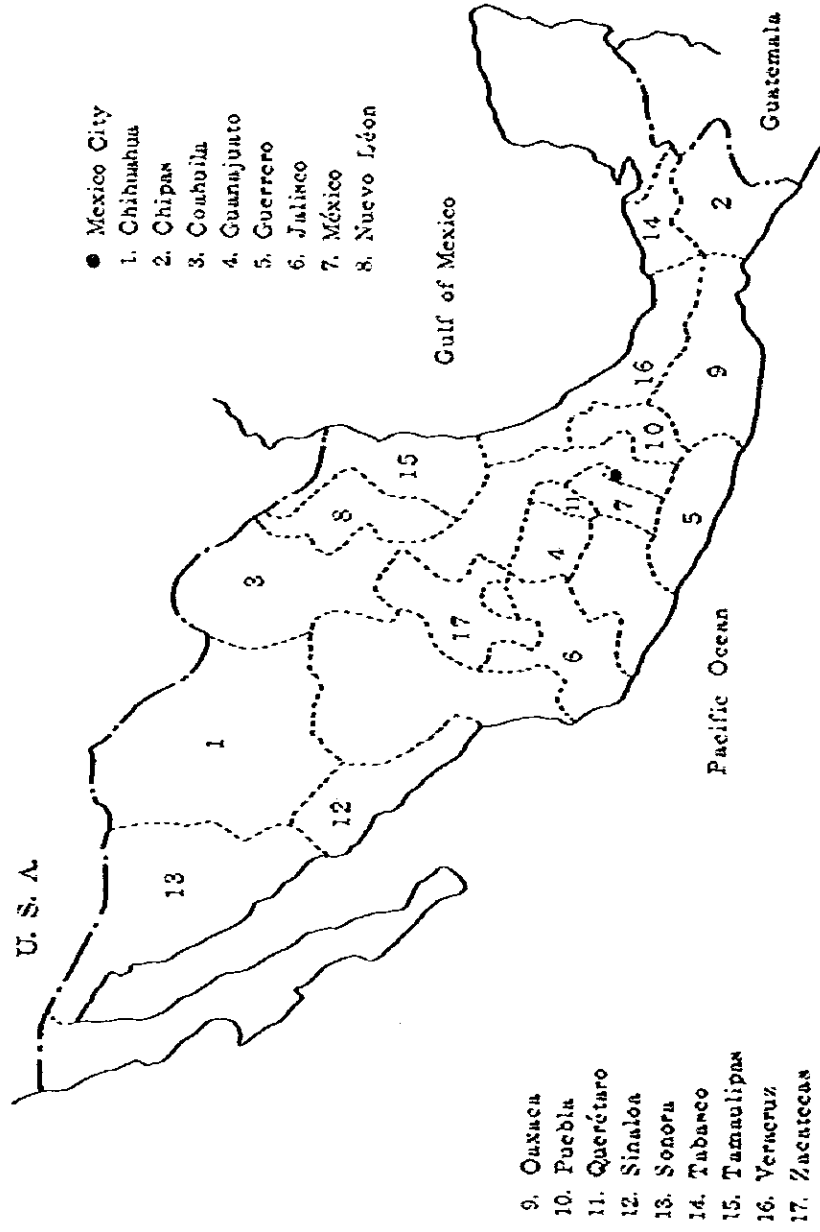 U. S. A.
● Mexico City
1. Chihuahua
2. Chipas
3. Coahuila
4. Guanajuato
5. Guerrero
6. Jalisco
7. México
8. Nuevo Léon
Gulf of Mexico
Guatemala
Pacific Ocean
9. Oaxaca
10. Puebla
11. Querétaro
12. Sinaloa
13. Sonora
14. Tabasco
15. Tamaulipas
16. Veracruz
17. Zacatecas
13
1
12
3
8
15
17
6
4
11
7
5
10
16
9
14
2